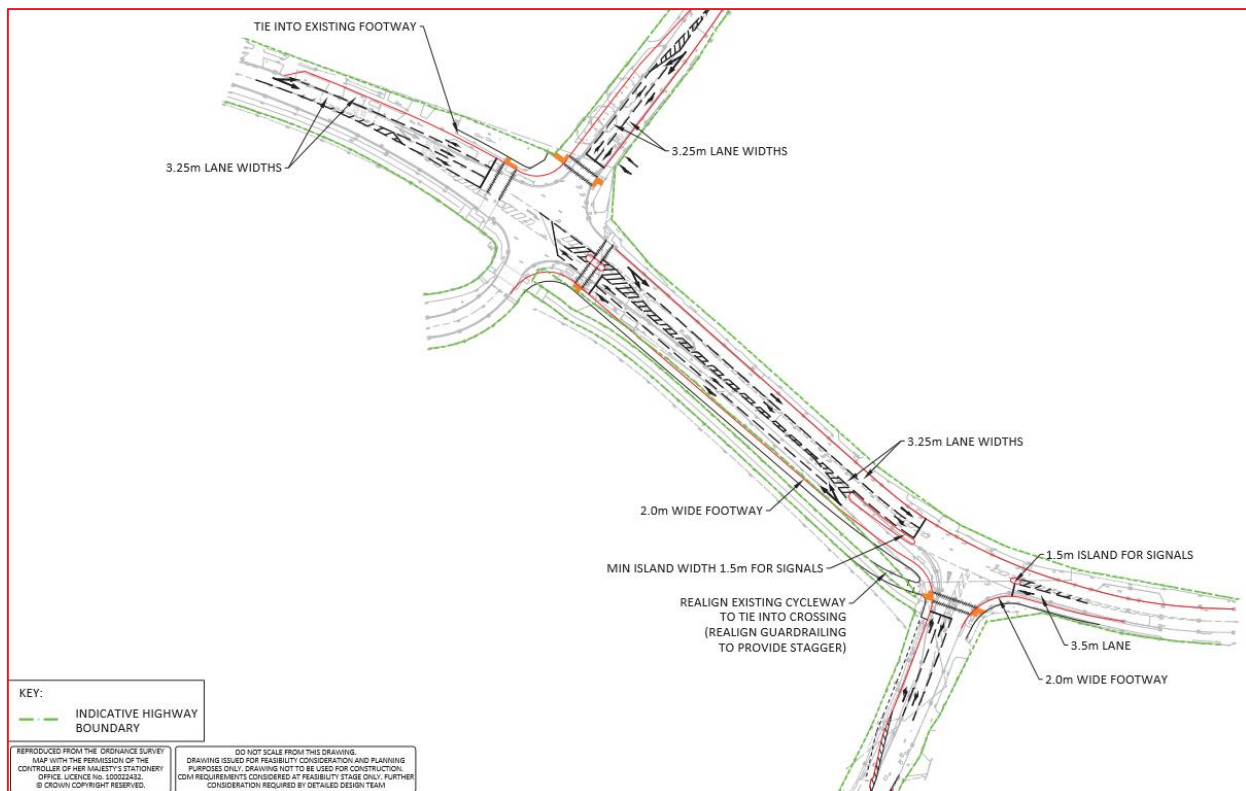 TIE INTO EXISTING FOOTWAY
3.25m LANE WIDTHS
3.25m LANE WIDTHS
3.25m LANE WIDTHS
2.0m WIDE FOOTWAY
MIN ISLAND WIDTH 1.5m FOR SIGNALS
1.5m ISLAND FOR SIGNALS
REALIGN EXISTING CYCLEWAY
TO TIE INTO CROSSING
(REALIGN GUARDRAILING
TO PROVIDE STAGGER)
3.5m LANE
2.0m WIDE FOOTWAY
KEY:
INDICATIVE HIGHWAY
BOUNDARY
REPRODUCED FROM THE ORDNANCE SURVEY
MAP WITH THE PERMISSION OF THE
CONTROLLER OF HER MAJESTY'S STATIONERY
OFFICE. LICENCE No. 100022432.
© CROWN COPYRIGHT RESERVED.
DO NOT SCALE FROM THIS DRAWING.
DRAWING ISSUED FOR FEASIBILITY CONSIDERATION AND PLANNING
PURPOSES ONLY. DRAWING NOT TO BE USED FOR CONSTRUCTION.
CDM REQUIREMENTS CONSIDERED AT FEASIBILITY STAGE ONLY. FURTHER
CONSIDERATION REQUIRED BY DETAILED DESIGN TEAM